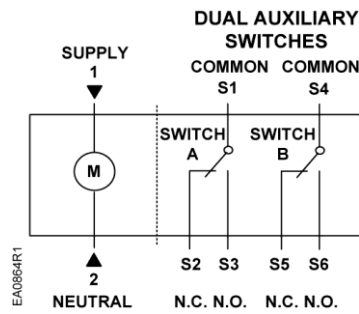 DUAL AUXILIARY
SWITCHES
SUPPLY
1
COMMON COMMON
S1 S4
SWITCH SWITCH
A B
M
2
S2 S3 S5 S6
NEUTRAL N.C. N.O. N.C. N.O.
EA0864R1